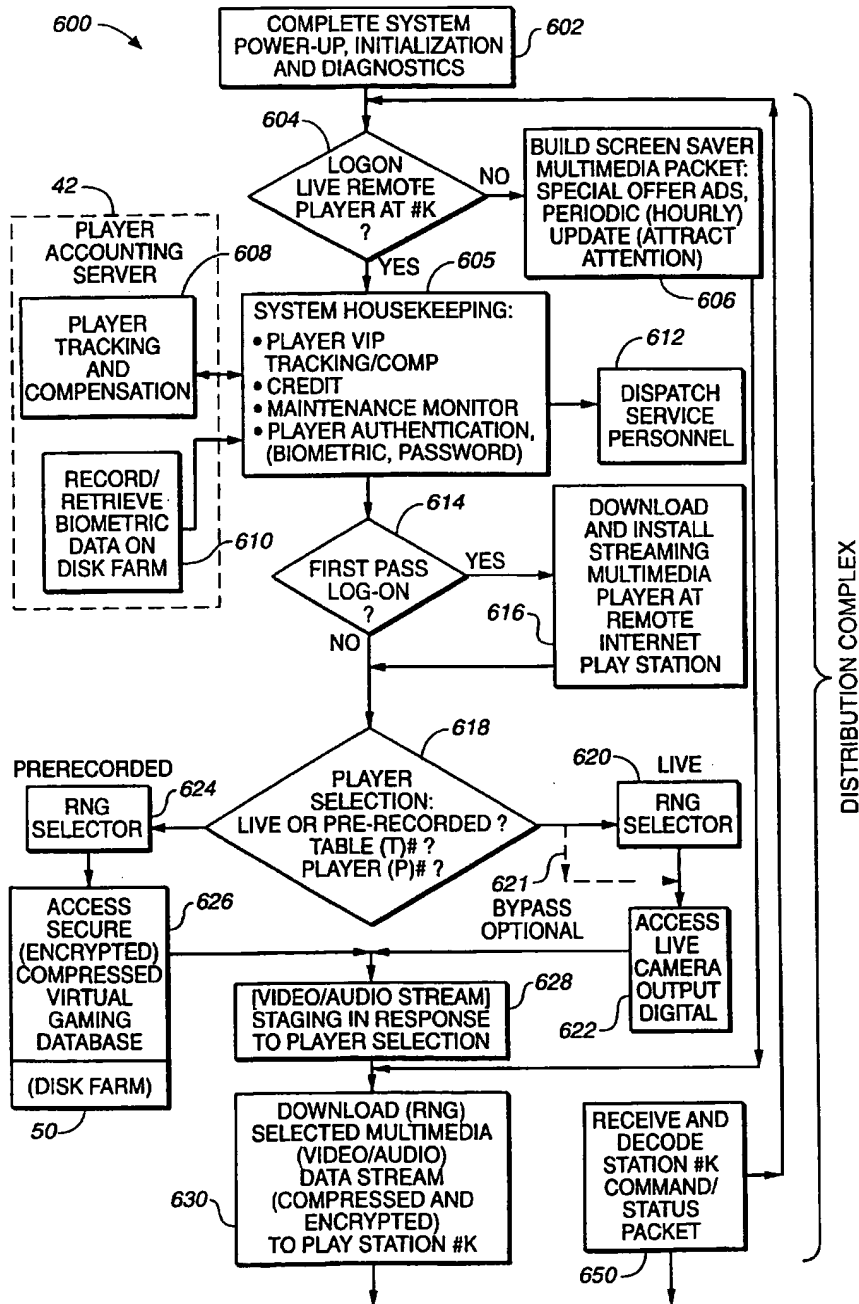 600
COMPLETE SYSTEM
POWER-UP, INITIALIZATION
AND DIAGNOSTICS
602
604
LOGON
LIVE REMOTE
PLAYER AT #K
?
NO
YES
BUILD SCREEN SAVER
MULTIMEDIA PACKET:
SPECIAL OFFER ADS,
PERIODIC (HOURLY)
UPDATE (ATTRACT
ATTENTION)
606
42
PLAYER
ACCOUNTING
SERVER
608
PLAYER
TRACKING
AND
COMPENSATION
RECORD/
RETRIEVE
BIOMETRIC
DATA ON
DISK FARM
610
605
SYSTEM HOUSEKEEPING:
• PLAYER VIP
TRACKING/COMP
• CREDIT
• MAINTENANCE MONITOR
• PLAYER AUTHENTICATION,
(BIOMETRIC, PASSWORD)
612
DISPATCH
SERVICE
PERSONNEL
614
FIRST PASS
LOG-ON
?
YES
NO
DOWNLOAD
AND INSTALL
STREAMING
MULTIMEDIA
PLAYER AT
REMOTE
INTERNET
PLAY STATION
616
618
PLAYER
SELECTION:
LIVE OR PRE-RECORDED ?
TABLE (T)# ?
PLAYER (P)# ?
PRERECORDED
624
RNG
SELECTOR
620
LIVE
RNG
SELECTOR
621
BYPASS
OPTIONAL
626
ACCESS
SECURE
(ENCRYPTED)
COMPRESSED
VIRTUAL
GAMING
DATABASE
(DISK FARM)
50
ACCESS
LIVE
CAMERA
OUTPUT
DIGITAL
622
628
[VIDEO/AUDIO STREAM]
STAGING IN RESPONSE
TO PLAYER SELECTION
DOWNLOAD (RNG)
SELECTED MULTIMEDIA
(VIDEO/AUDIO)
DATA STREAM
(COMPRESSED AND
ENCRYPTED)
TO PLAY STATION #K
630
RECEIVE AND
DECODE
STATION #K
COMMAND/
STATUS
PACKET
650
DISTRIBUTION COMPLEX